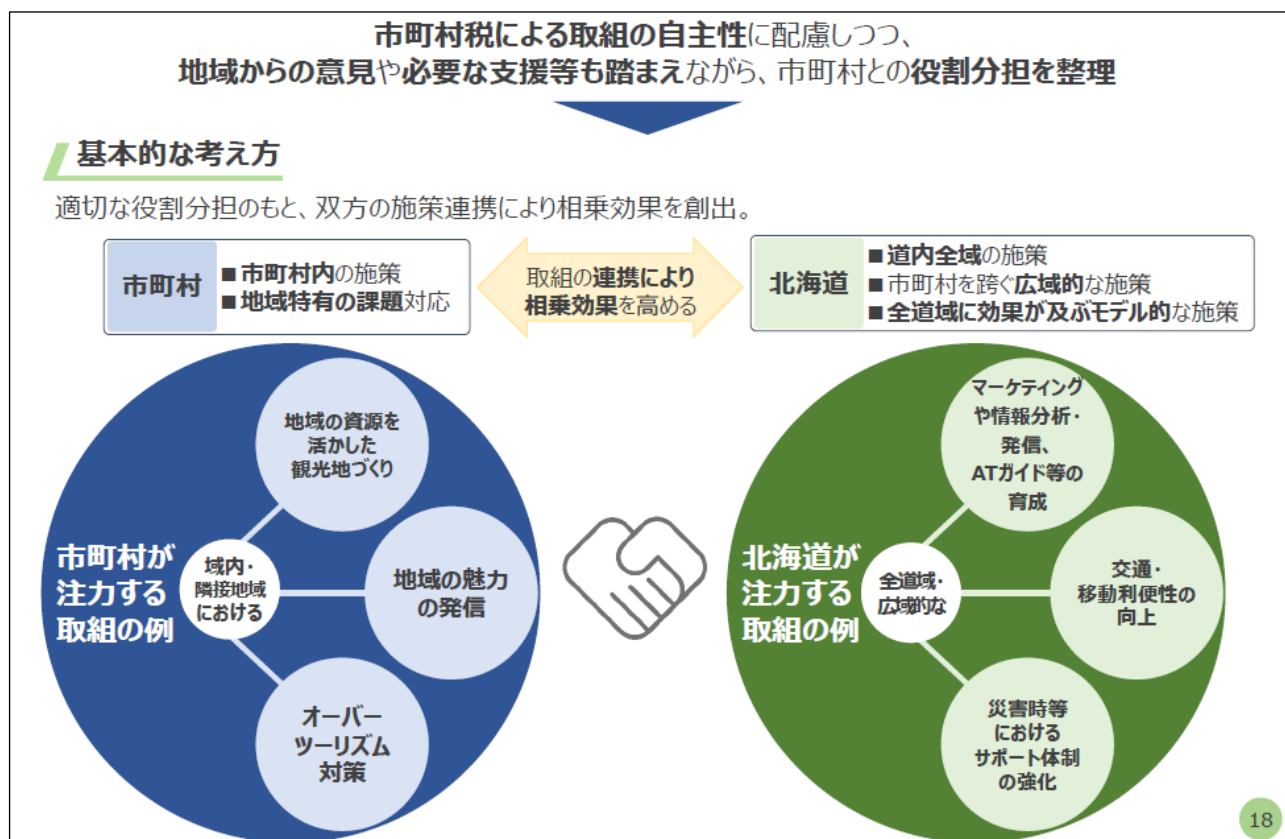 市町村税による取組の自主性に配慮しつつ、
地域からの意見や必要な支援等も踏まえながら、市町村との役割分担を整理
基本的な考え方
適切な役割分担のもと、双方の施策連携により相乗効果を創出。
市町村
■市町村内の施策
■地域特有の課題対応
取組の連携により
相乗効果を高める
北海道
■道内全域の施策
■市町村を跨ぐ広域的な施策
■全道域に効果が及ぶモデル的な施策
市町村が
注力する
取組の例
域内・
隣接地域
における
地域の資源を
活かした
観光地づくり
地域の魅力
の発信
オーバー
ツーリズム
対策
北海道が
注力する
取組の例
全道域・
広域的な
マーケティング
や情報分析・
発信、
ATガイド等の
育成
交通・
移動利便性の
向上
災害時等
における
サポート体制
の強化
18